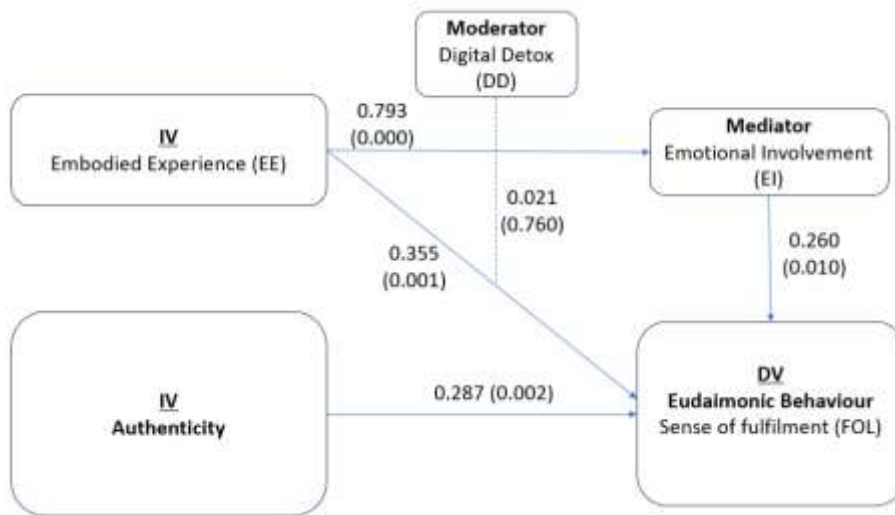 Moderator
Digital Detox
(DD)
IV
Embodied Experience (EE)
0.793
(0.000)
Mediator
Emotional Involvement
(EI)
0.021
(0.760)
0.355
(0.001)
0.260
(0.010)
IV
Authenticity
0.287 (0.002)
DV
Eudaimonic Behaviour
Sense of fulfilment (FOL)